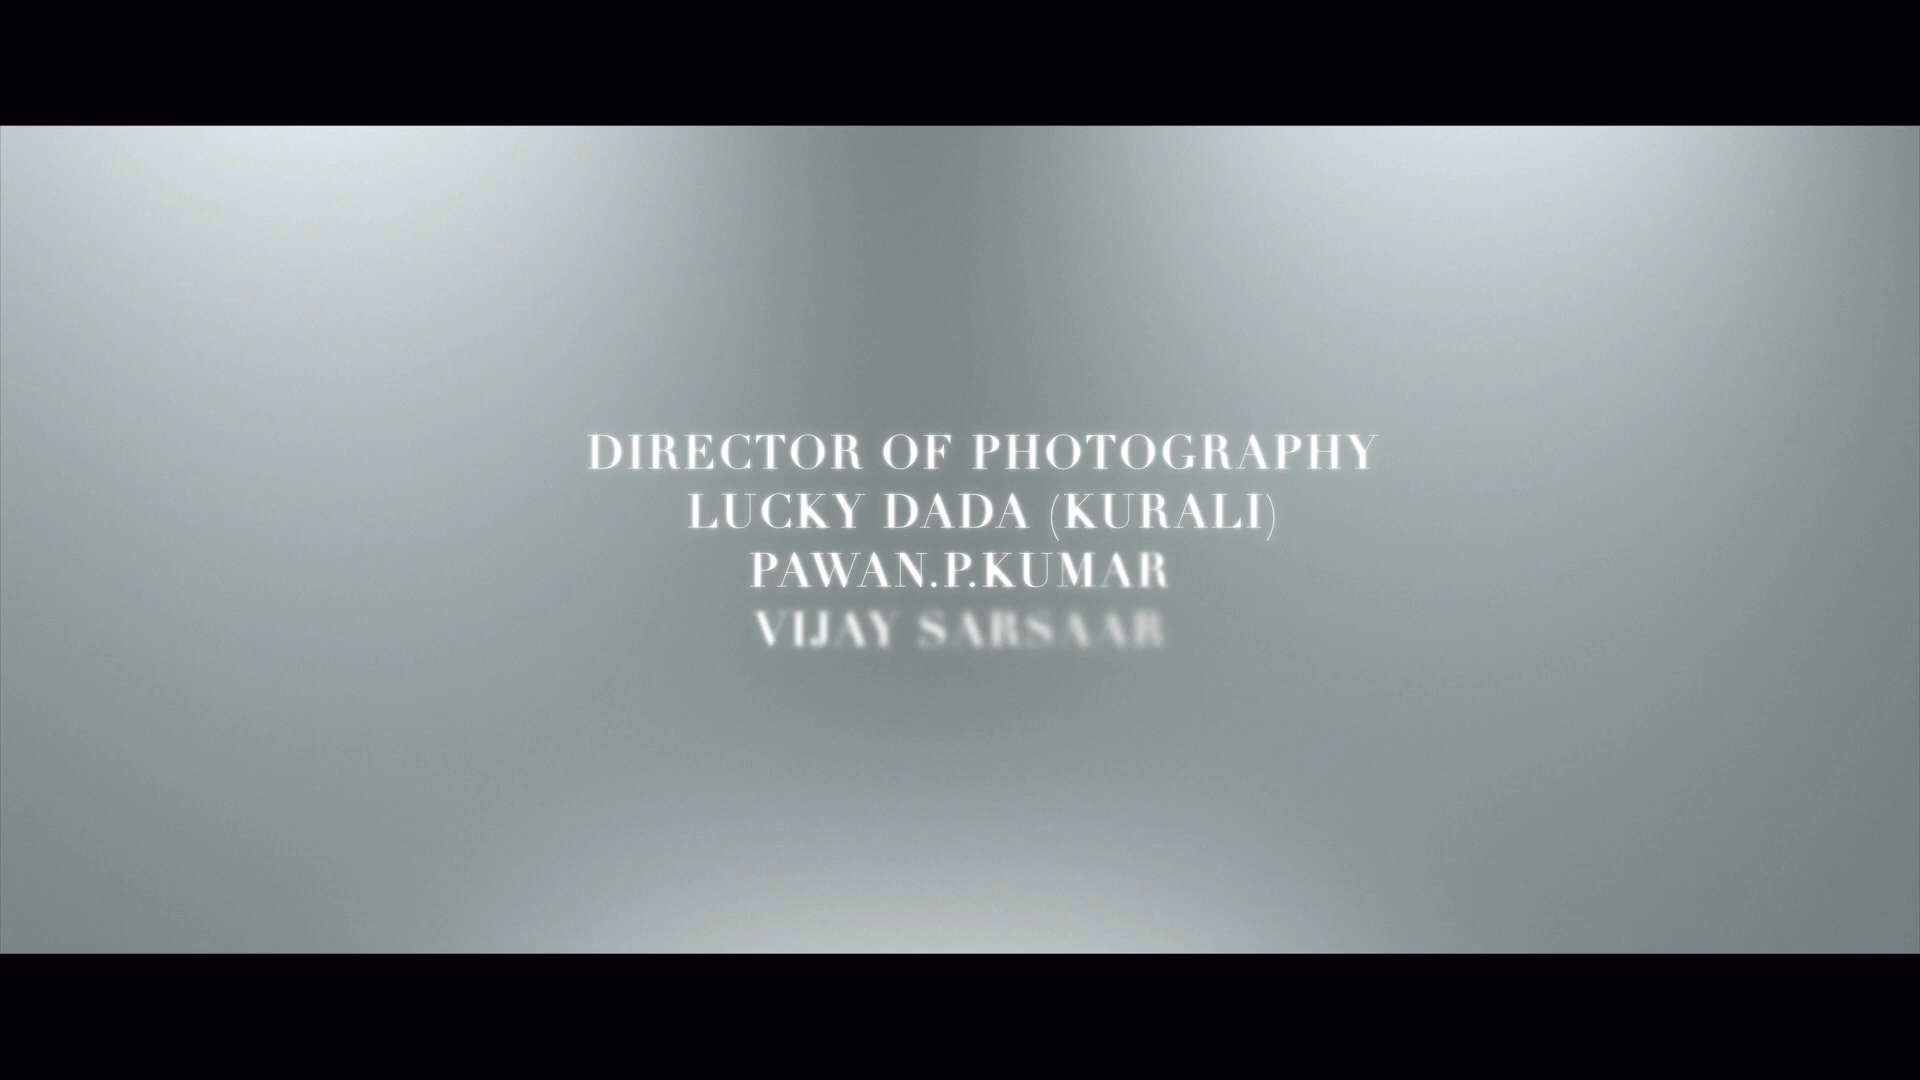 DIRECTOR OF PHOTOGRAPHY
LUCKY DADA (KURALI)
PAWAN.P.KUMAR
VIJAY SARSAAR